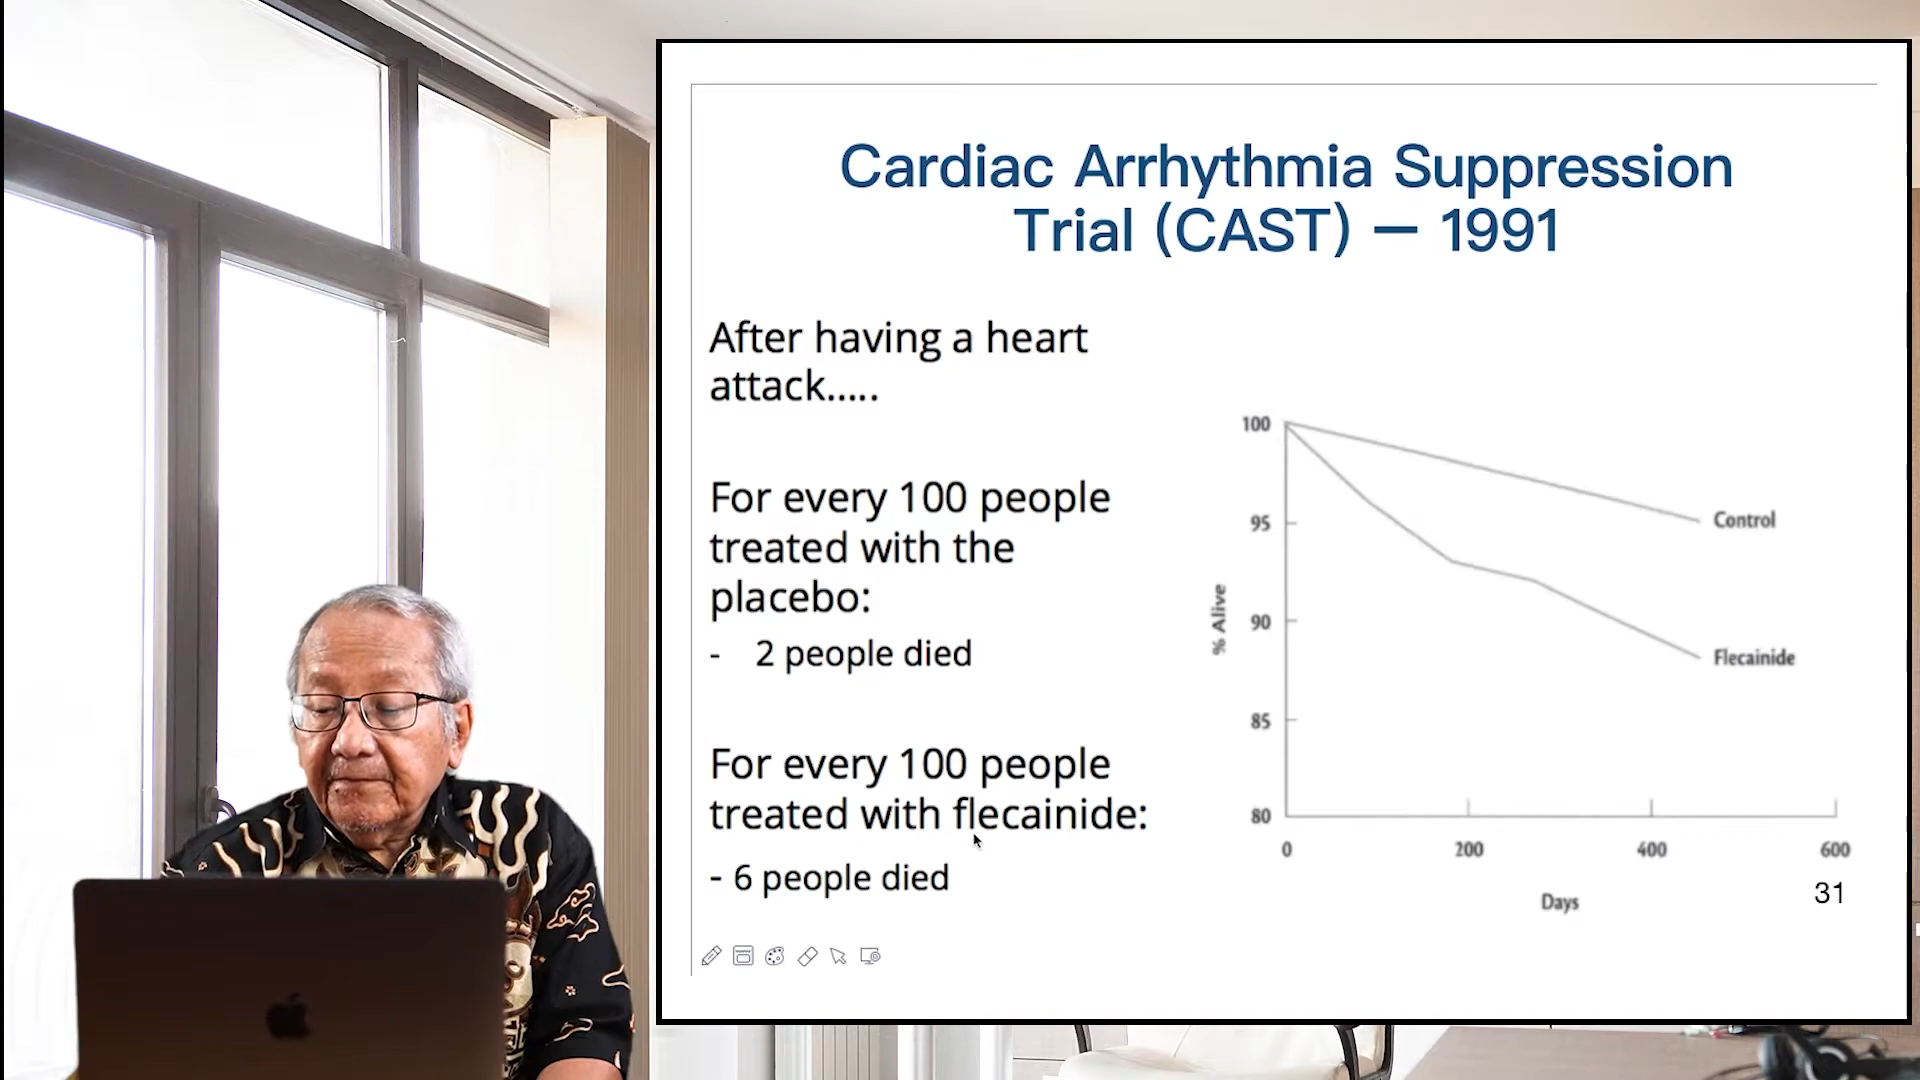 Cardiac Arrhythmia Suppression
Trial (CAST) — 1991
After having a heart
attack.....
For every 100 people
treated with the
placebo:
- 2 people died
For every 100 people
treated with flecainide:
- 6 people died
100
95
90
85
80
% Alive
Control
Flecainide
0
200
400
600
Days
31